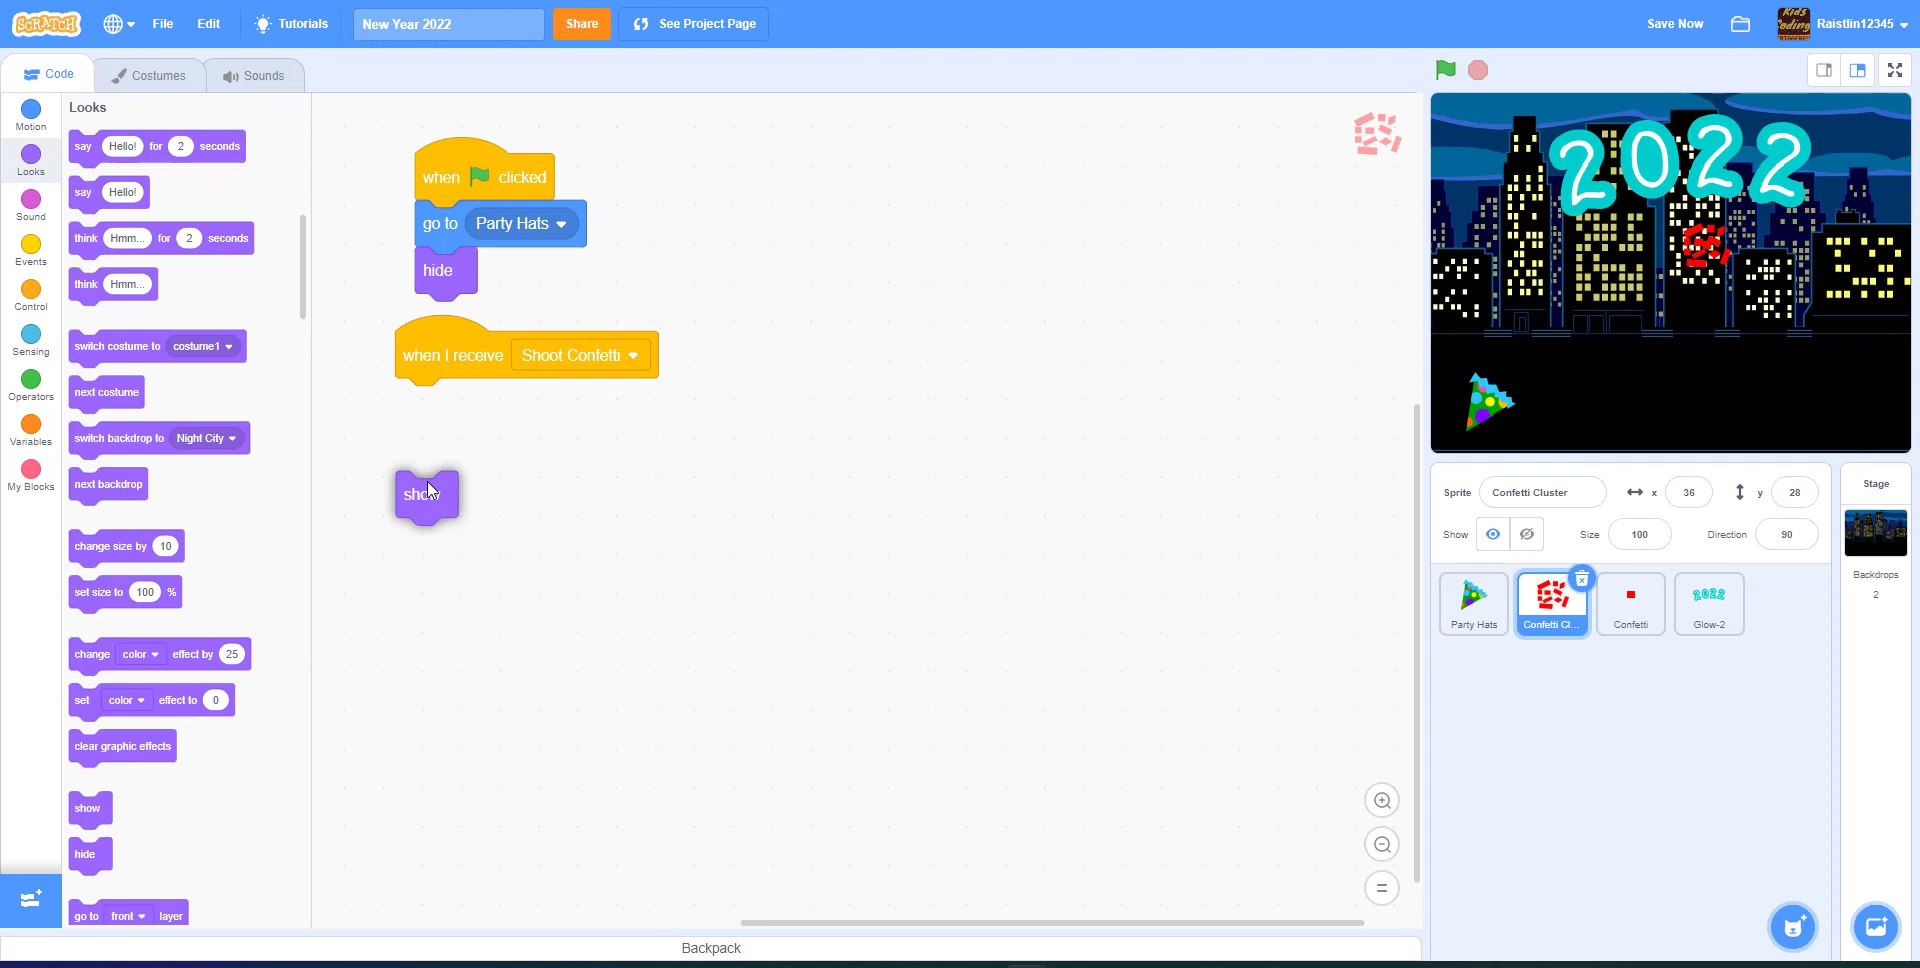 SCRATCH File Edit Tutorials New Year 2022 Share See Project Page Save Now Raistlin12345
Code Costumes Sounds
Motion
Looks
Sound
Events
Control
Sensing
Operators
Variables
My Blocks
Looks
say Hello! for 2 seconds
say Hello!
think Hmm... for 2 seconds
think Hmm...
switch costume to costume1
next costume
switch backdrop to Night City
next backdrop
change size by 10
set size to 100 %
change color effect by 25
set color effect to 0
clear graphic effects
show
hide
go to front layer
when clicked
go to Party Hats
hide
when I receive Shoot Confetti
2022
Sprite Confetti Cluster x 36 y 28
Show Size 100 Direction 90
Party Hats
Confetti Cl...
Confetti
2022
Glow-2
Stage
Backdrops
2
Backpack